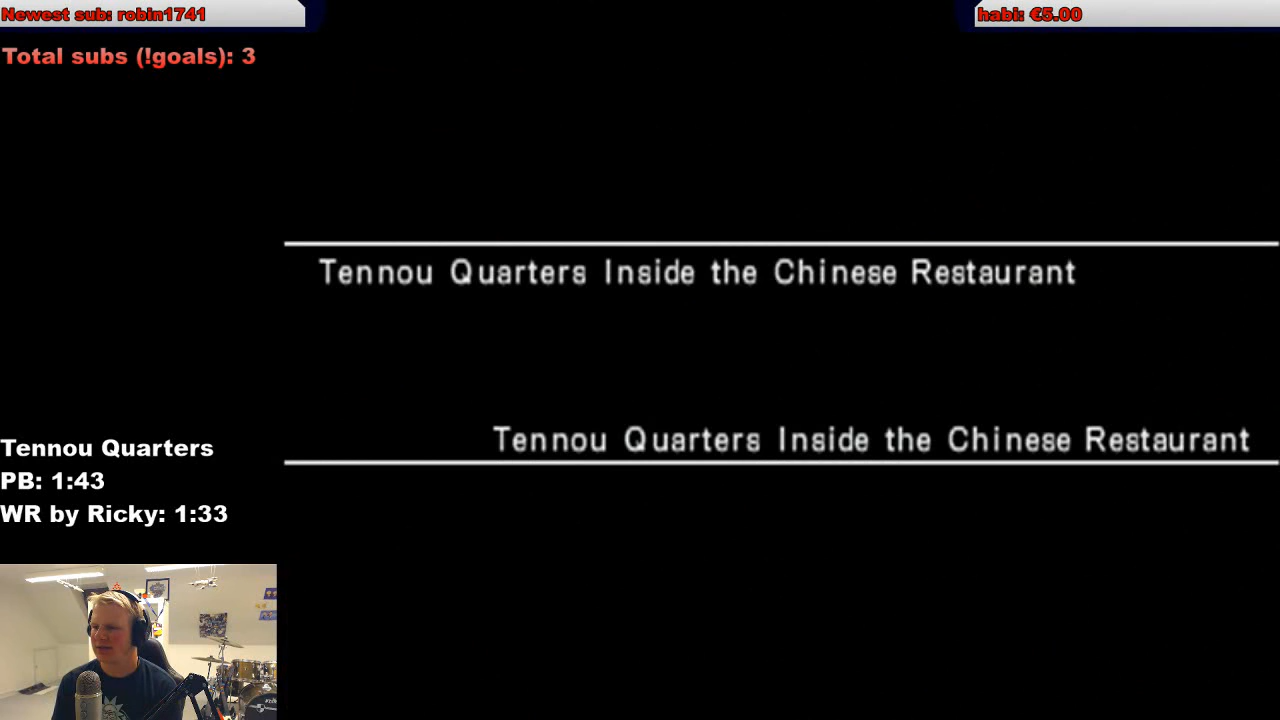 Newest sub: robin1741
habi: €5.00
Total subs (!goals): 3
Tennou Quarters Inside the Chinese Restaurant
Tennou Quarters Inside the Chinese Restaurant
Tennou Quarters
PB: 1:43
WR by Ricky: 1:33